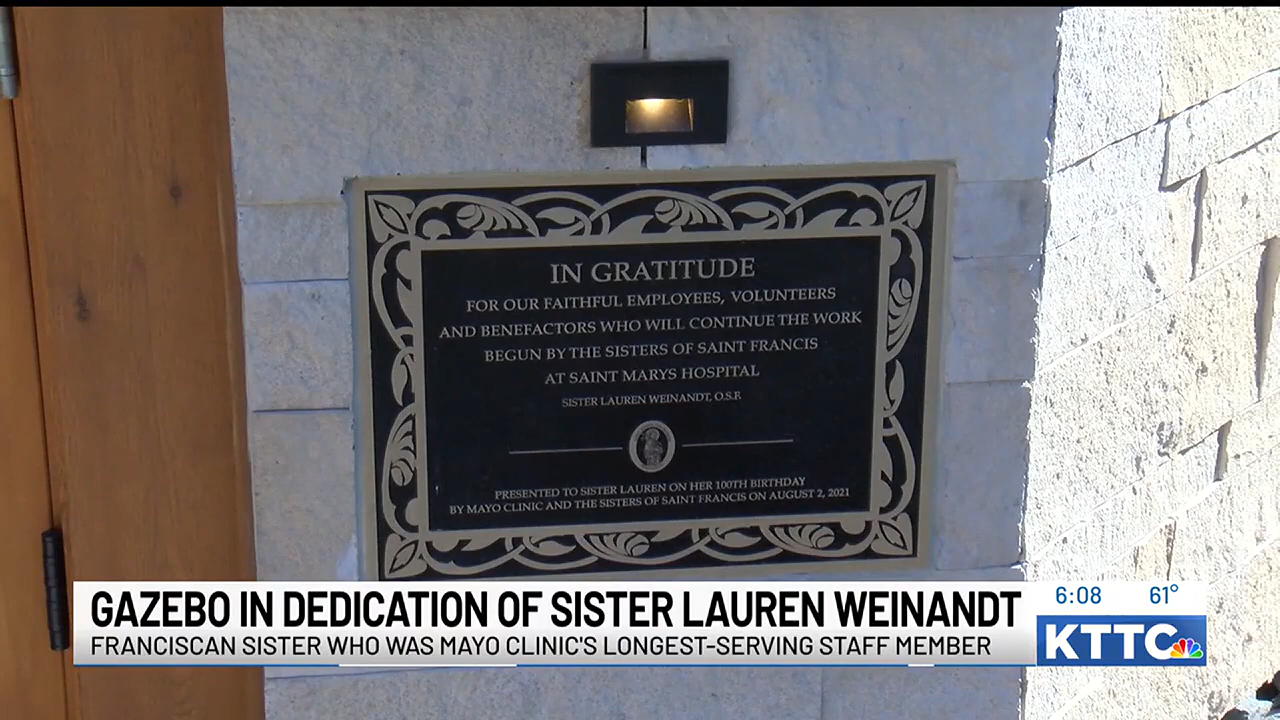 IN GRATITUDE
FOR OUR FAITHFUL EMPLOYEES, VOLUNTEERS
AND BENEFACTORS WHO WILL CONTINUE THE WORK
BEGUN BY THE SISTERS OF SAINT FRANCIS
AT SAINT MARYS HOSPITAL
SISTER LAUREN WEINANDT, O.S.F.
PRESENTED TO SISTER LAUREN ON HER 100TH BIRTHDAY
BY MAYO CLINIC AND THE SISTERS OF SAINT FRANCIS ON AUGUST 2, 2021
GAZEBO IN DEDICATION OF SISTER LAUREN WEINANDT
FRANCISCAN SISTER WHO WAS MAYO CLINIC'S LONGEST-SERVING STAFF MEMBER
6:08 61°
KTTC